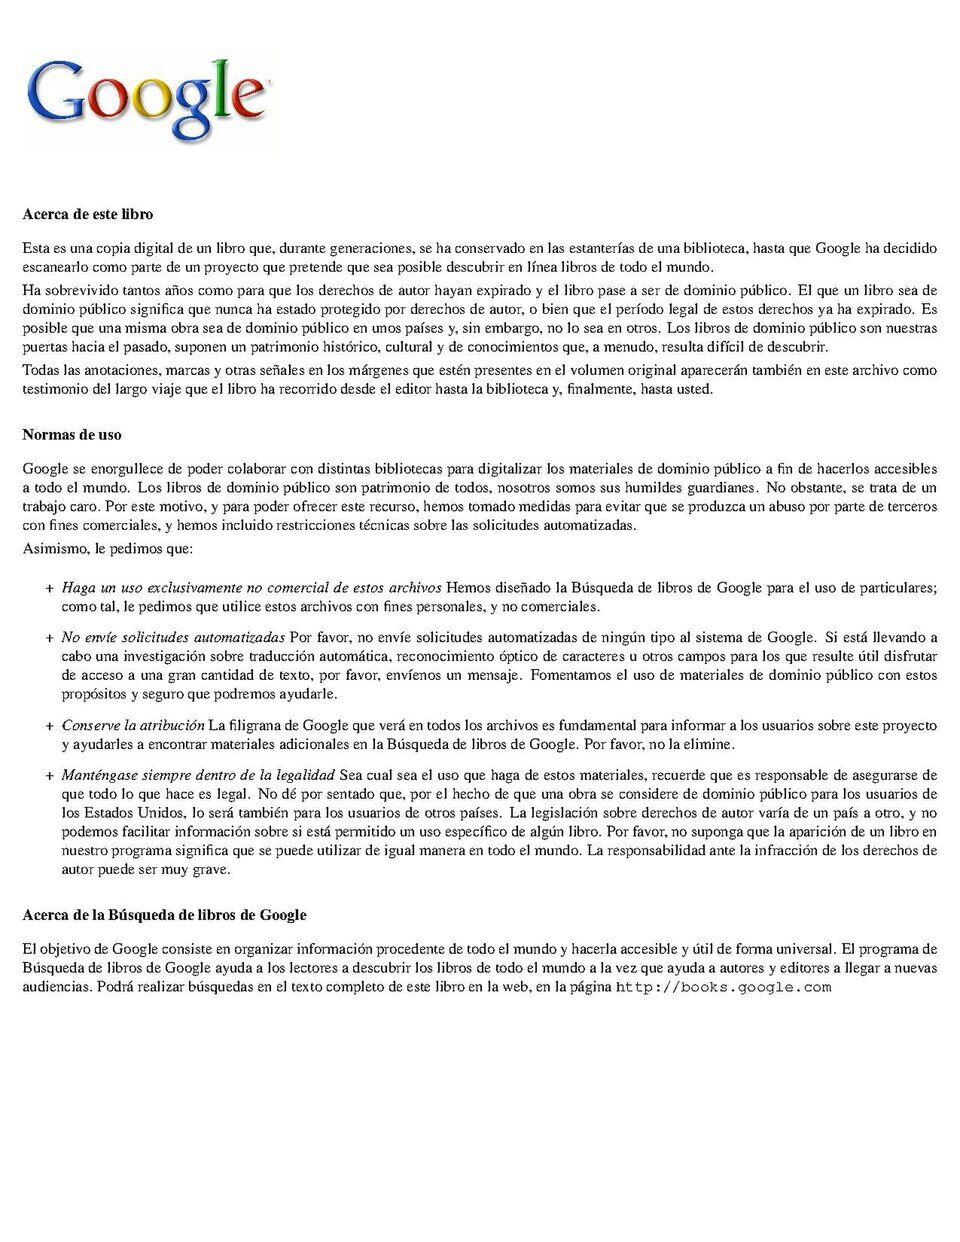 Google
Acerca de este libro
Esta es una copia digital de un libro que, durante generaciones, se ha conservado en las estanterías de una biblioteca, hasta que Google ha decidido
escanearlo como parte de un proyecto que pretende que sea posible descubrir en línea libros de todo el mundo.
Ha sobrevivido tantos años como para que los derechos de autor hayan expirado y el libro pase a ser de dominio público. El que un libro sea de
dominio público significa que nunca ha estado protegido por derechos de autor, o bien que el período legal de estos derechos ya ha expirado. Es
posible que una misma obra sea de dominio público en unos países y, sin embargo, no lo sea en otros. Los libros de dominio público son nuestras
puertas hacia el pasado, suponen un patrimonio histórico, cultural y de conocimientos que, a menudo, resulta difícil de descubrir.
Todas las anotaciones, marcas y otras señales en los márgenes que estén presentes en el volumen original aparecerán también en este archivo como
testimonio del largo viaje que el libro ha recorrido desde el editor hasta la biblioteca y, finalmente, hasta usted.
Normas de uso
Google se enorgullece de poder colaborar con distintas bibliotecas para digitalizar los materiales de dominio público a fin de hacerlos accesibles
a todo el mundo. Los libros de dominio público son patrimonio de todos, nosotros somos sus humildes guardianes. No obstante, se trata de un
trabajo caro. Por este motivo, y para poder ofrecer este recurso, hemos tomado medidas para evitar que se produzca un abuso por parte de terceros
con fines comerciales, y hemos incluido restricciones técnicas sobre las solicitudes automatizadas.
Asimismo, le pedimos que:
+ Haga un uso exclusivamente no comercial de estos archivos Hemos diseñado la Búsqueda de libros de Google para el uso de particulares;
como tal, le pedimos que utilice estos archivos con fines personales, y no comerciales.
+ No envíe solicitudes automatizadas Por favor, no envíe solicitudes automatizadas de ningún tipo al sistema de Google. Si está llevando a
cabo una investigación sobre traducción automática, reconocimiento óptico de caracteres u otros campos para los que resulte útil disfrutar
de acceso a una gran cantidad de texto, por favor, envíenos un mensaje. Fomentamos el uso de materiales de dominio público con estos
propósitos y seguro que podremos ayudarle.
+ Conserve la atribución La filigrana de Google que verá en todos los archivos es fundamental para informar a los usuarios sobre este proyecto
y ayudarles a encontrar materiales adicionales en la Búsqueda de libros de Google. Por favor, no la elimine.
+ Manténgase siempre dentro de la legalidad Sea cual sea el uso que haga de estos materiales, recuerde que es responsable de asegurarse de
que todo lo que hace es legal. No dé por sentado que, por el hecho de que una obra se considere de dominio público para los usuarios de
los Estados Unidos, lo será también para los usuarios de otros países. La legislación sobre derechos de autor varía de un país a otro, y no
podemos facilitar información sobre si está permitido un uso específico de algún libro. Por favor, no suponga que la aparición de un libro en
nuestro programa significa que se puede utilizar de igual manera en todo el mundo. La responsabilidad ante la infracción de los derechos de
autor puede ser muy grave.
Acerca de la Búsqueda de libros de Google
El objetivo de Google consiste en organizar información procedente de todo el mundo y hacerla accesible y útil de forma universal. El programa de
Búsqueda de libros de Google ayuda a los lectores a descubrir los libros de todo el mundo a la vez que ayuda a autores y editores a llegar a nuevas
audiencias. Podrá realizar búsquedas en el texto completo de este libro en la web, en la página http://books.google.com